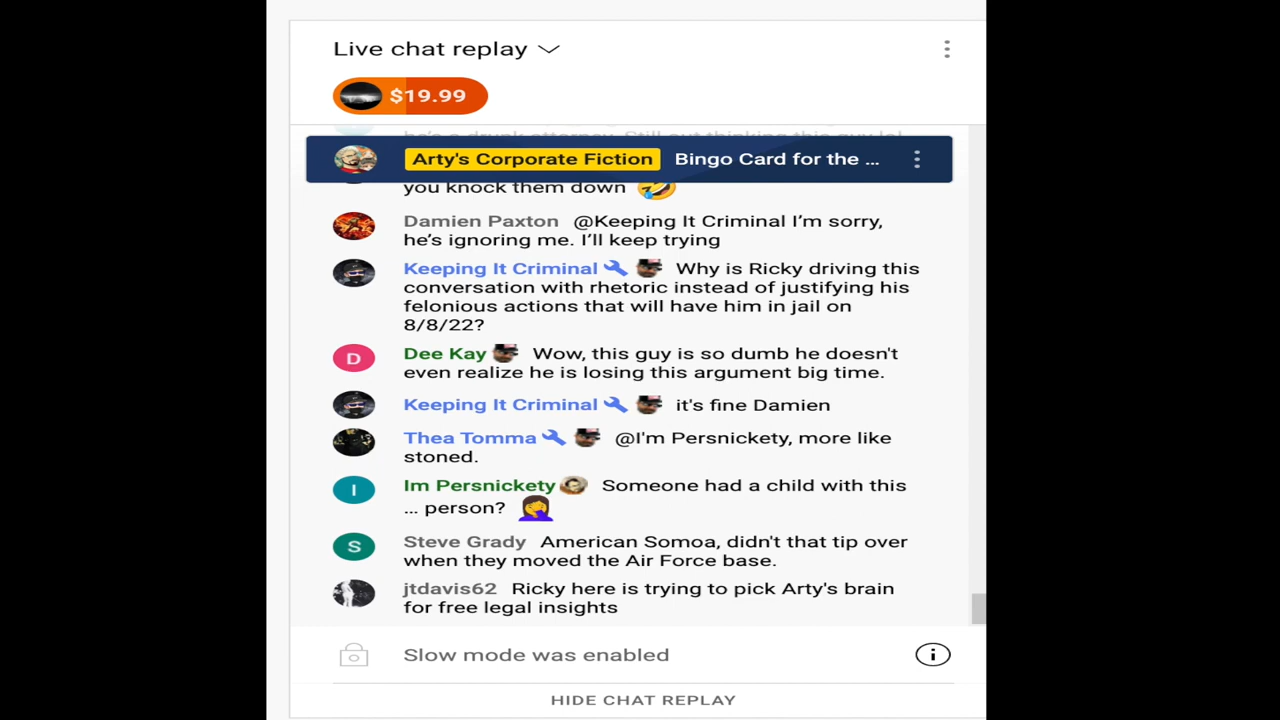 Live chat replay
$19.99
he's a drunk attorney. Still out thinking this guy lol
Arty's Corporate Fiction Bingo Card for the ...
you knock them down
Damien Paxton @Keeping It Criminal I'm sorry,
he's ignoring me. I'll keep trying
Keeping It Criminal Why is Ricky driving this
conversation with rhetoric instead of justifying his
felonious actions that will have him in jail on
8/8/22?
D
Dee Kay Wow, this guy is so dumb he doesn't
even realize he is losing this argument big time.
Keeping It Criminal it's fine Damien
Thea Tomma @I'm Persnickety, more like
stoned.
I
Im Persnickety Someone had a child with this
... person?
S
Steve Grady American Somoa, didn't that tip over
when they moved the Air Force base.
jtdavis62 Ricky here is trying to pick Arty's brain
for free legal insights
Slow mode was enabled
HIDE CHAT REPLAY